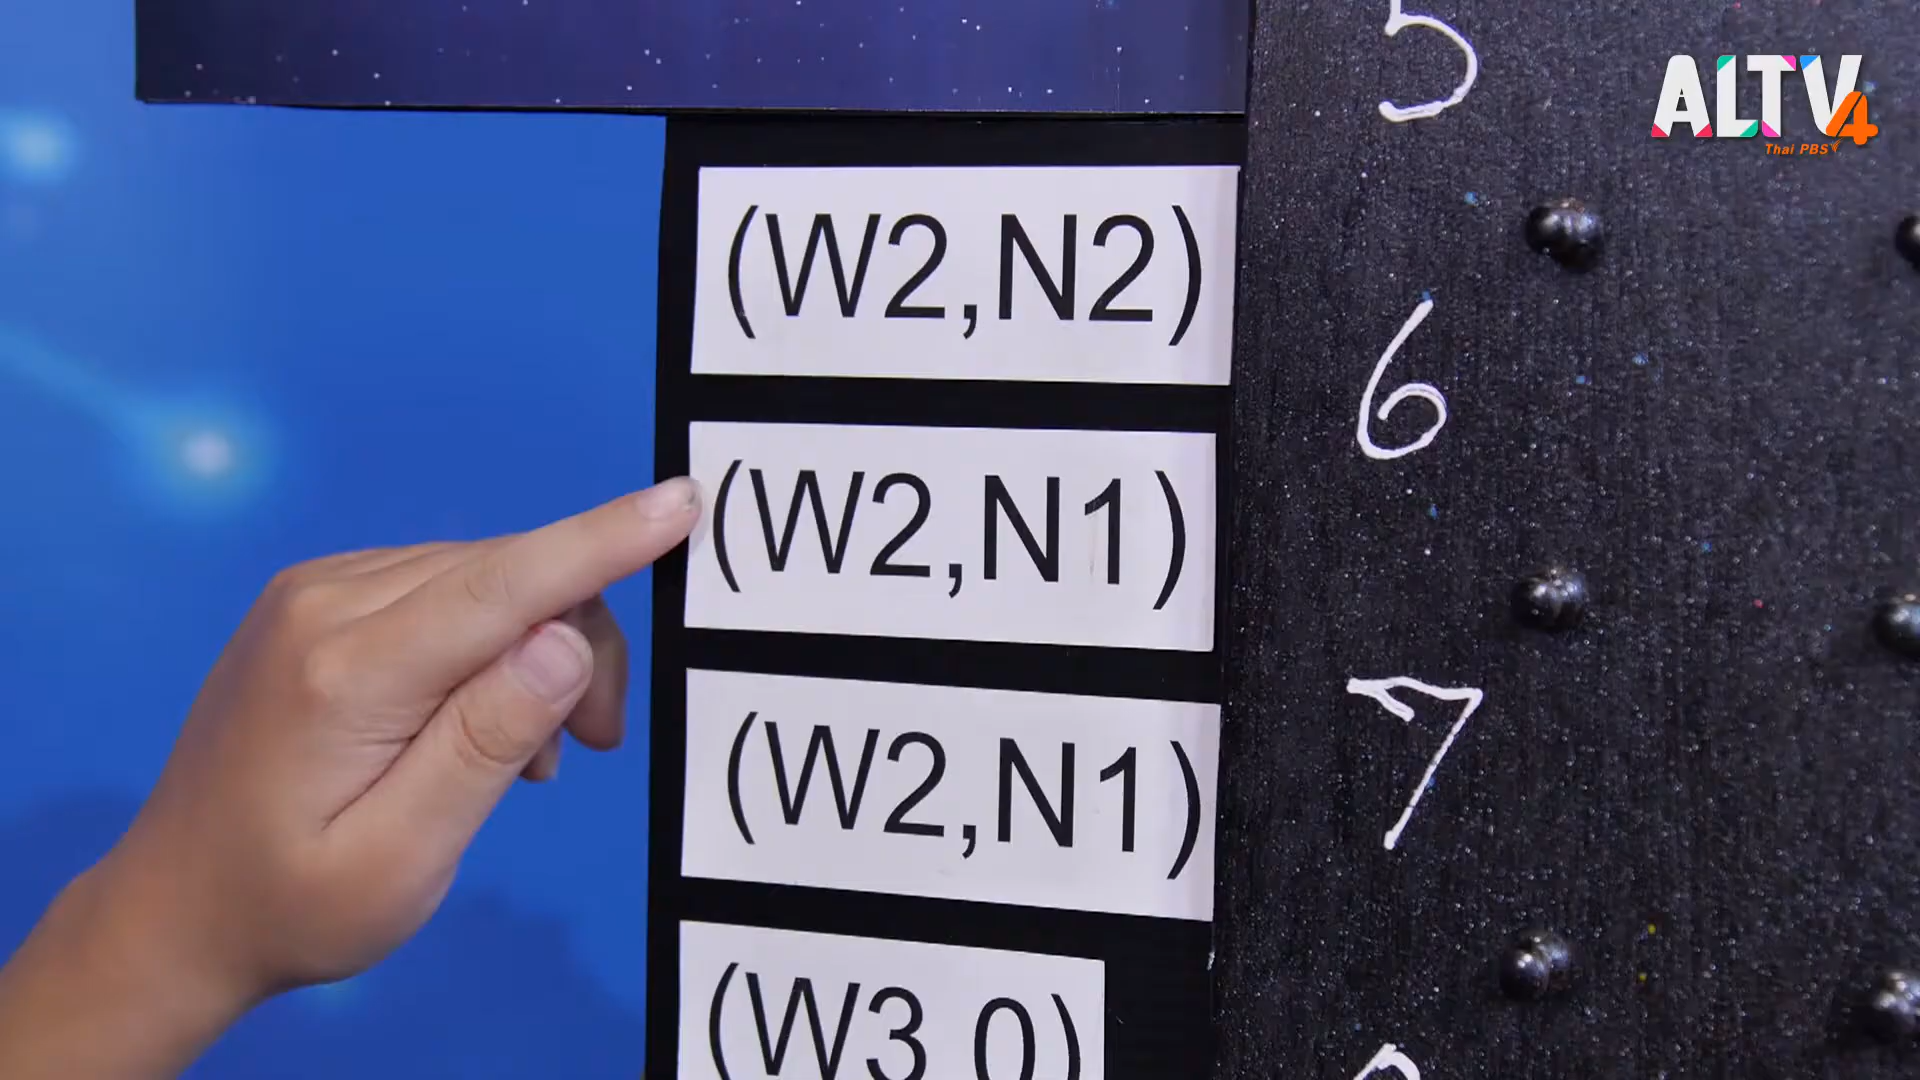 5
ALTV4
Thai PBS
(W2,N2)
6
(W2,N1)
7
(W2,N1)
(W3,0)